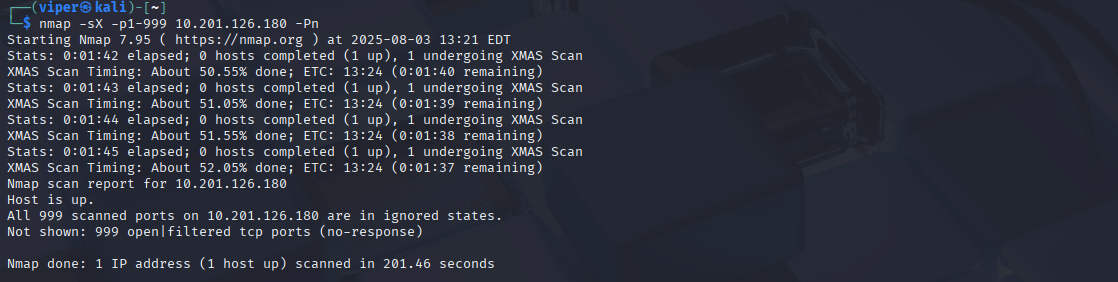 ┌──(viper㉿kali)-[~]
└─$ nmap -sX -p1-999 10.201.126.180 -Pn
Starting Nmap 7.95 ( https://nmap.org ) at 2025-08-03 13:21 EDT
Stats: 0:01:42 elapsed; 0 hosts completed (1 up), 1 undergoing XMAS Scan
XMAS Scan Timing: About 50.55% done; ETC: 13:24 (0:01:40 remaining)
Stats: 0:01:43 elapsed; 0 hosts completed (1 up), 1 undergoing XMAS Scan
XMAS Scan Timing: About 51.05% done; ETC: 13:24 (0:01:39 remaining)
Stats: 0:01:44 elapsed; 0 hosts completed (1 up), 1 undergoing XMAS Scan
XMAS Scan Timing: About 51.55% done; ETC: 13:24 (0:01:38 remaining)
Stats: 0:01:45 elapsed; 0 hosts completed (1 up), 1 undergoing XMAS Scan
XMAS Scan Timing: About 52.05% done; ETC: 13:24 (0:01:37 remaining)
Nmap scan report for 10.201.126.180
Host is up.
All 999 scanned ports on 10.201.126.180 are in ignored states.
Not shown: 999 open|filtered tcp ports (no-response)
Nmap done: 1 IP address (1 host up) scanned in 201.46 seconds